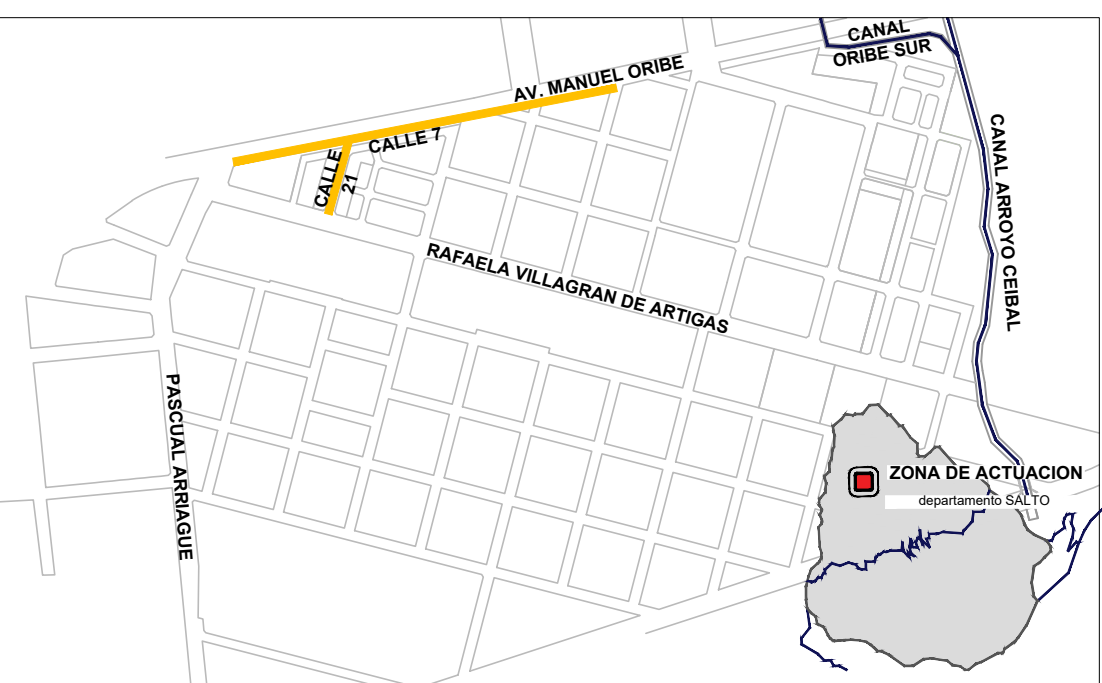 CANAL
ORIBE SUR
AV. MANUEL ORIBE
CALLE 7
CALLE
21
CANAL ARROYO CEIBAL
RAFAELA VILLAGRAN DE ARTIGAS
PASCUAL ARRIAGUE
ZONA DE ACTUACION
departamento SALTO